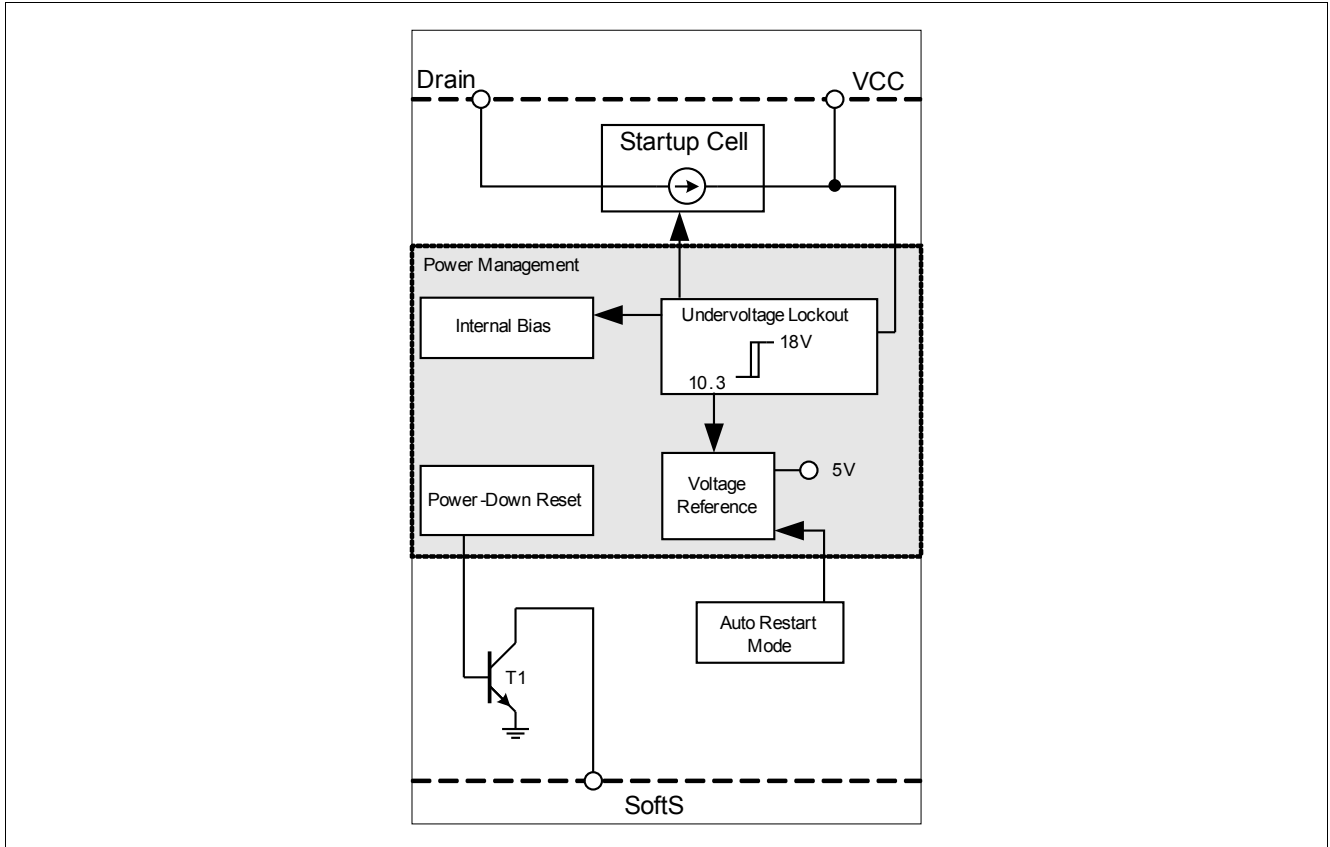 Drain
VCC
Startup Cell
Power Management
Internal Bias
Undervoltage Lockout
18V
10.3
Power-Down Reset
Voltage
Reference
5V
Auto Restart
Mode
T1
SoftS